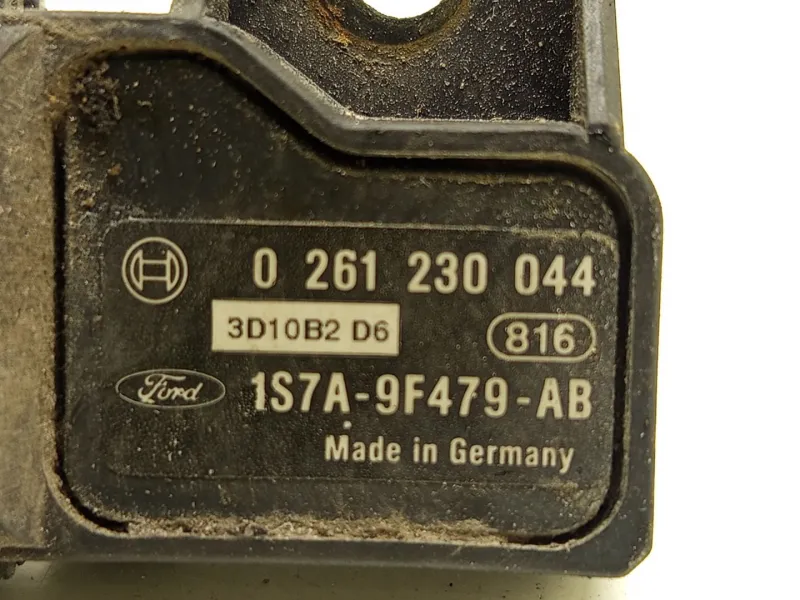 0 261 230 044
3D10B2 D6 816
Ford 1S7A-9F479-AB
Made in Germany